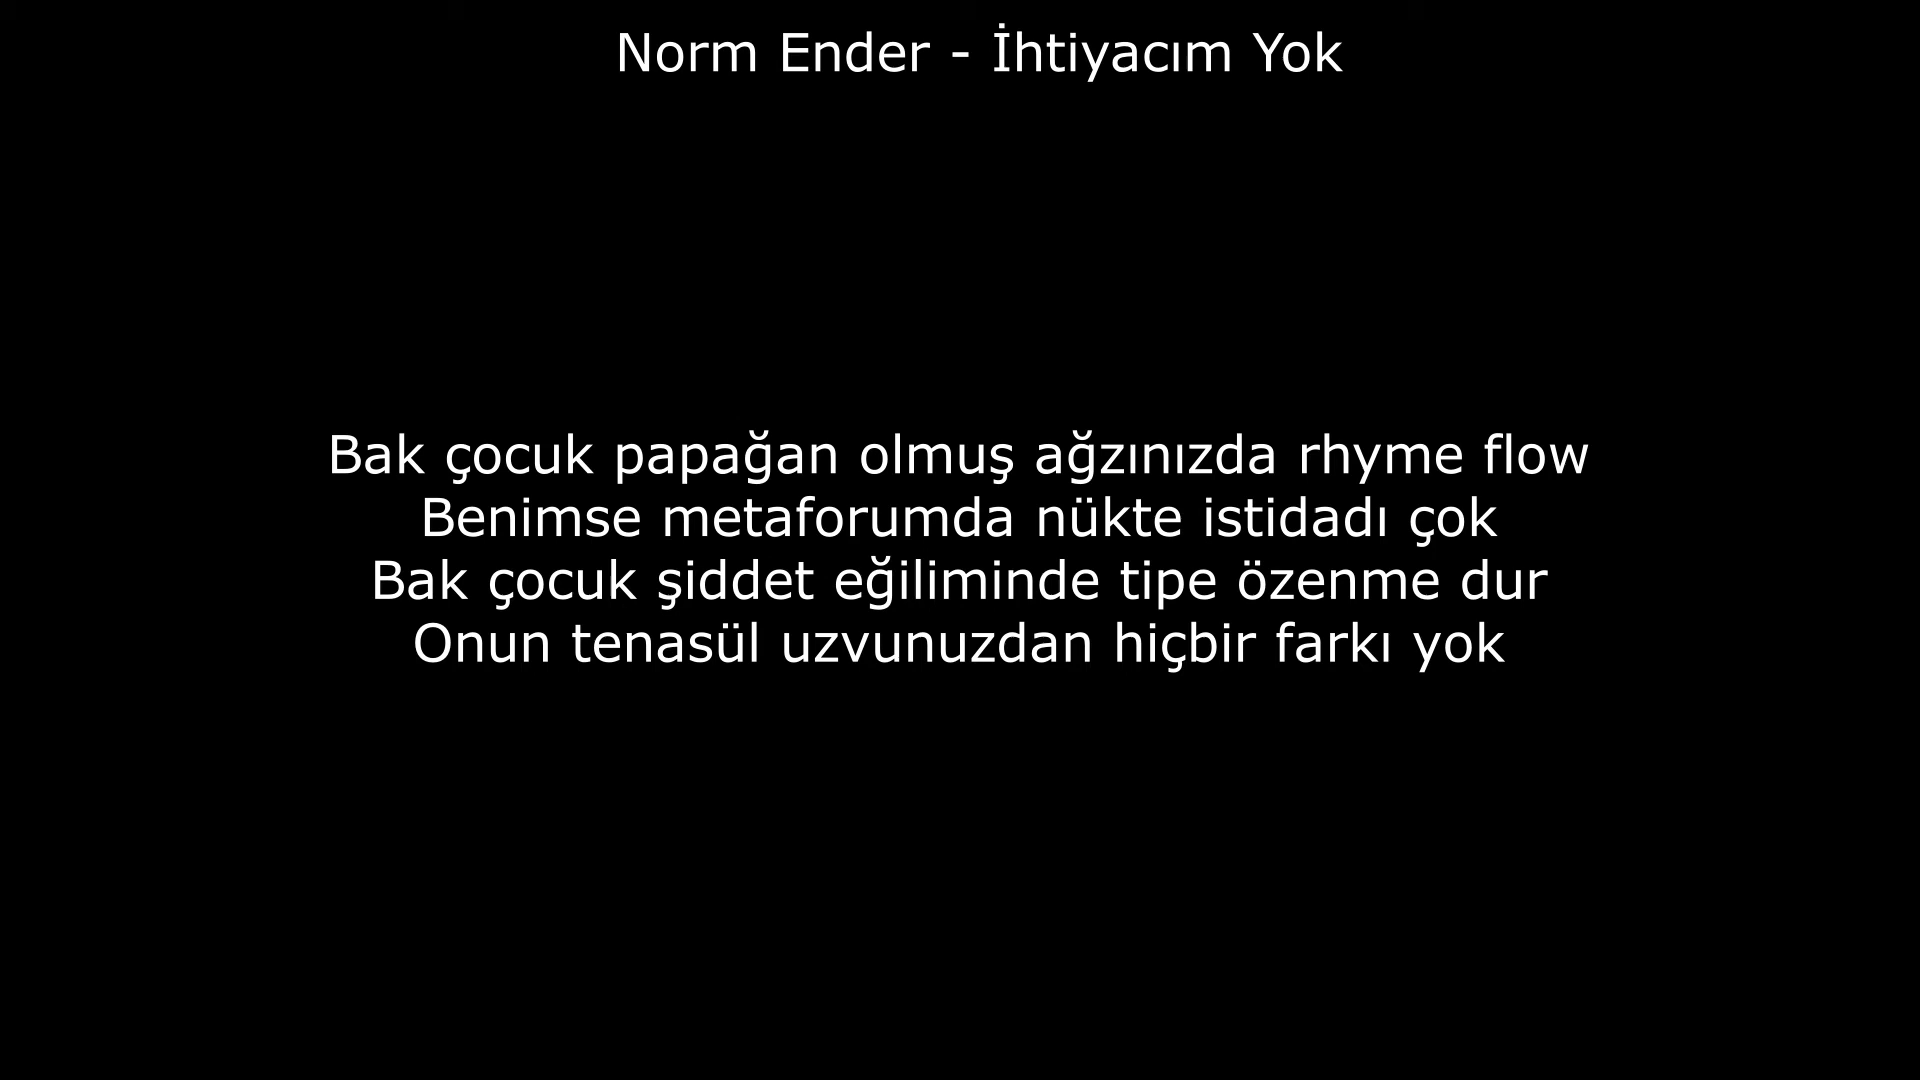 Norm Ender - İhtiyacım Yok
Bak çocuk papağan olmuş ağzınızda rhyme flow
Benimse metaforumda nükte istidadı çok
Bak çocuk şiddet eğiliminde tipe özenme dur
Onun tenasül uzvunuzdan hiçbir farkı yok